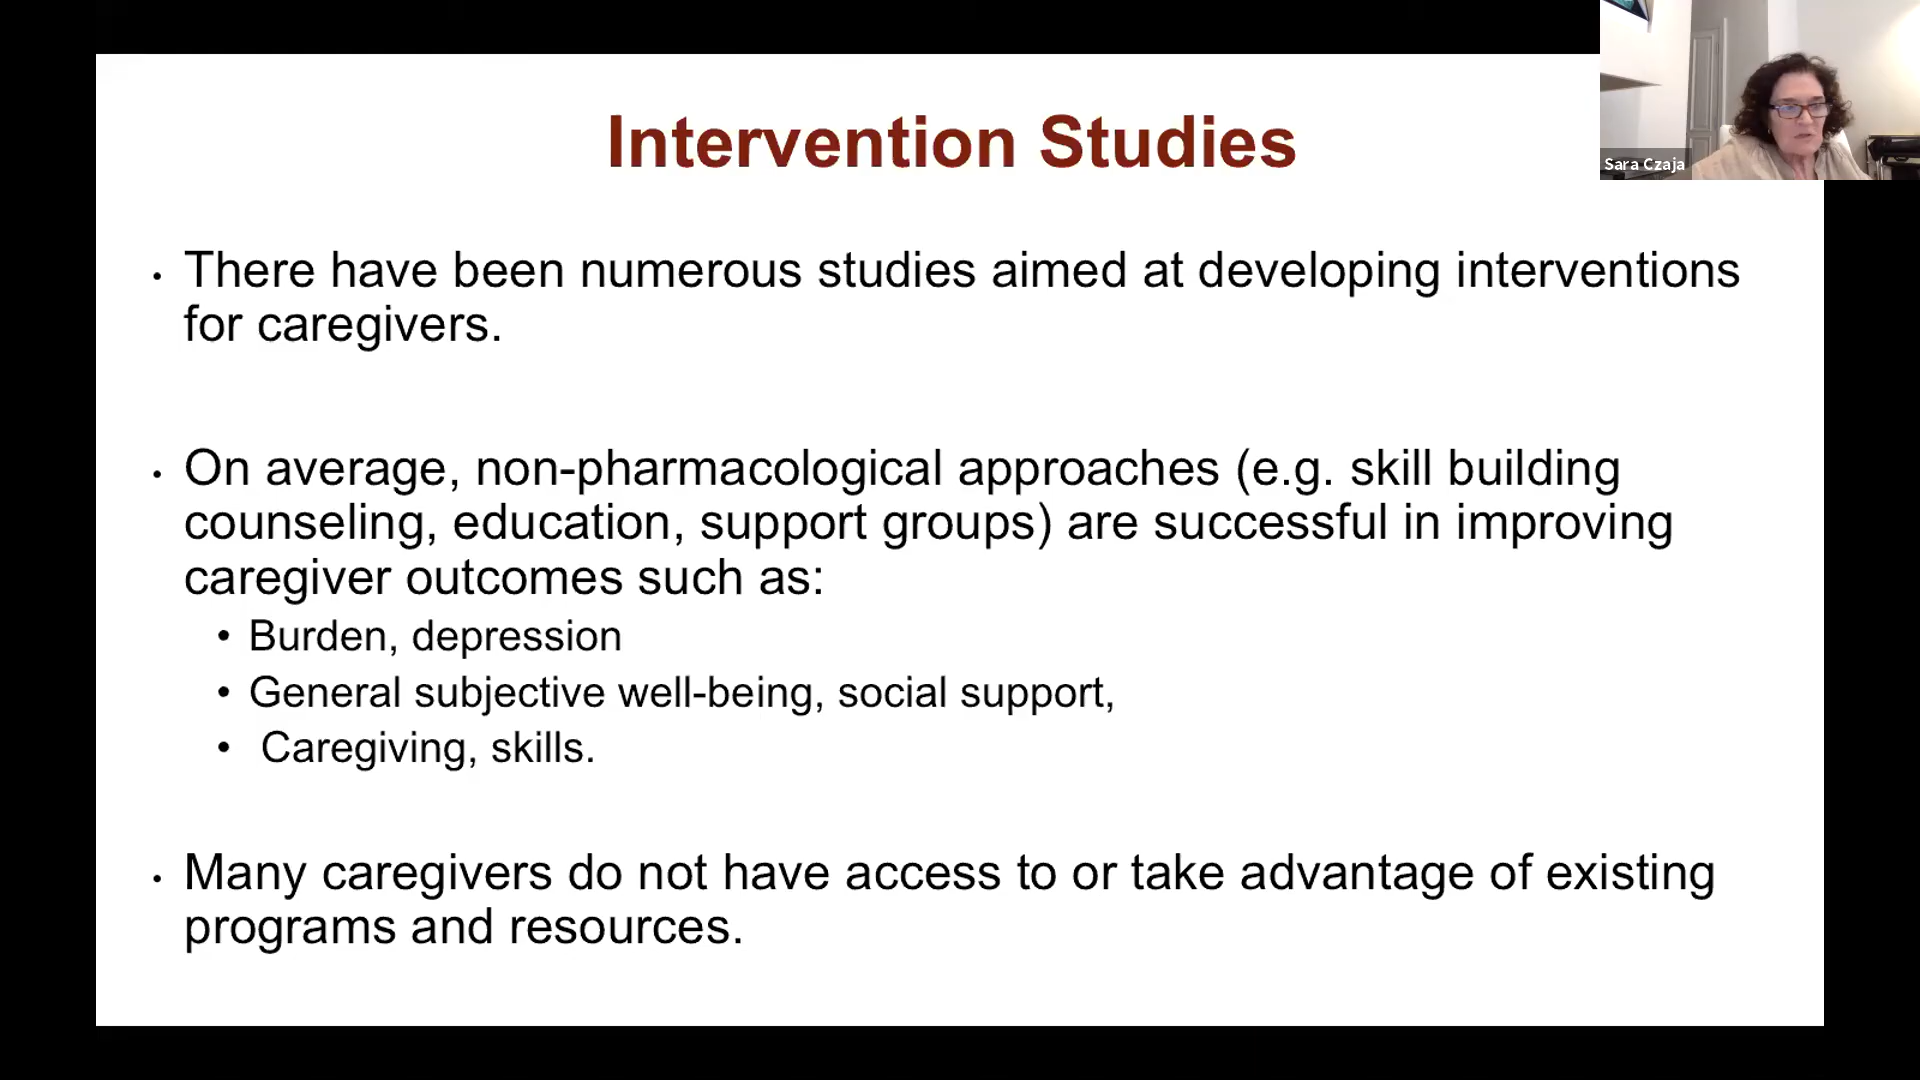 Intervention Studies
Sara Czaja
• There have been numerous studies aimed at developing interventions
for caregivers.
• On average, non-pharmacological approaches (e.g. skill building
counseling, education, support groups) are successful in improving
caregiver outcomes such as:
• Burden, depression
• General subjective well-being, social support,
• Caregiving, skills.
• Many caregivers do not have access to or take advantage of existing
programs and resources.